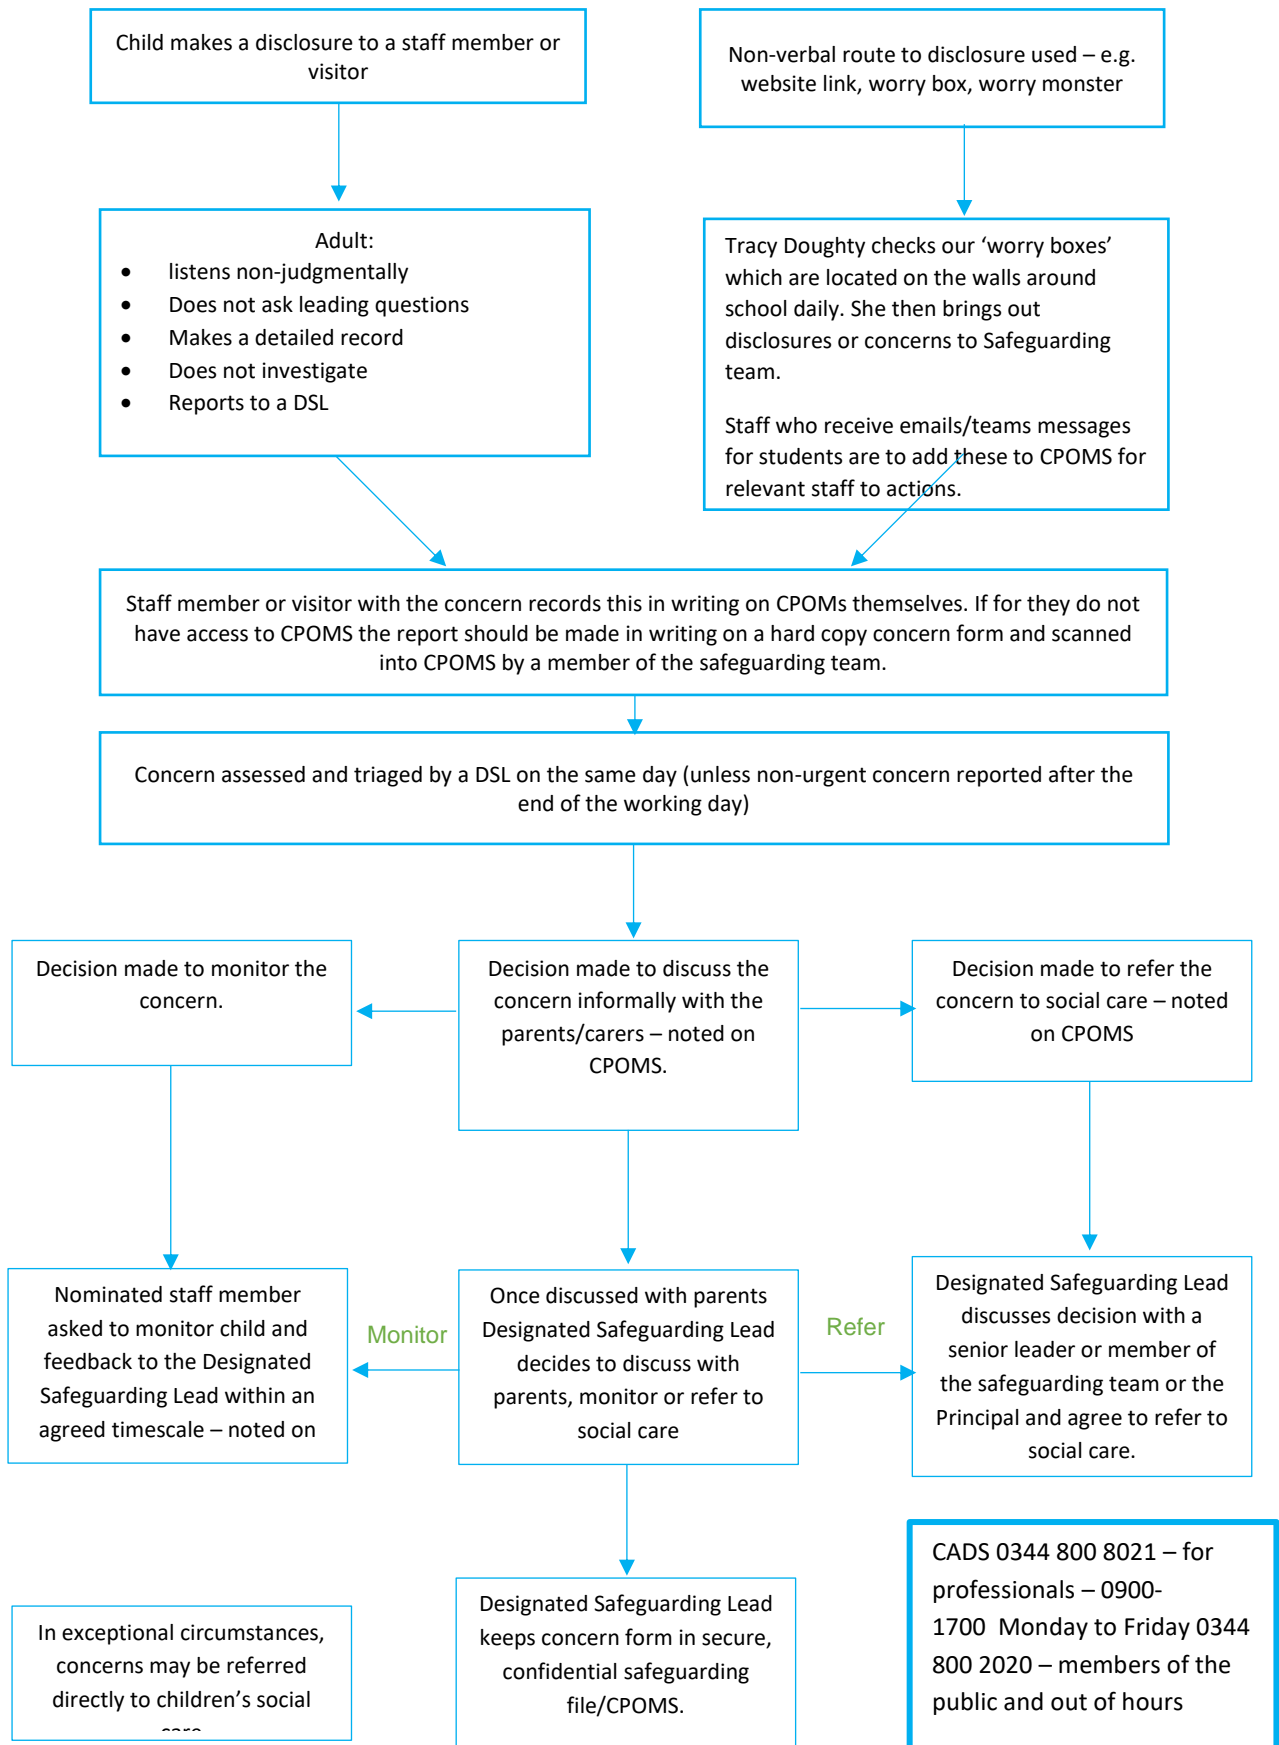 Child makes a disclosure to a staff member or
visitor
Non-verbal route to disclosure used – e.g.
website link, worry box, worry monster
Adult:
• listens non-judgmentally
• Does not ask leading questions
• Makes a detailed record
• Does not investigate
• Reports to a DSL
Tracy Doughty checks our ‘worry boxes’
which are located on the walls around
school daily. She then brings out
disclosures or concerns to Safeguarding
team.
Staff who receive emails/teams messages
for students are to add these to CPOMS for
relevant staff to actions.
Staff member or visitor with the concern records this in writing on CPOMs themselves. If for they do not
have access to CPOMS the report should be made in writing on a hard copy concern form and scanned
into CPOMS by a member of the safeguarding team.
Concern assessed and triaged by a DSL on the same day (unless non-urgent concern reported after the
end of the working day)
Decision made to monitor the
concern.
Decision made to discuss the
concern informally with the
parents/carers – noted on
CPOMS.
Decision made to refer the
concern to social care – noted
on CPOMS
Nominated staff member
asked to monitor child and
feedback to the Designated
Safeguarding Lead within an
agreed timescale – noted on
Monitor
Once discussed with parents
Designated Safeguarding Lead
decides to discuss with
parents, monitor or refer to
social care
Refer
Designated Safeguarding Lead
discusses decision with a
senior leader or member of
the safeguarding team or the
Principal and agree to refer to
social care.
In exceptional circumstances,
concerns may be referred
directly to children’s social
Designated Safeguarding Lead
keeps concern form in secure,
confidential safeguarding
file/CPOMS.
CADS 0344 800 8021 – for
professionals – 0900-
1700 Monday to Friday 0344
800 2020 – members of the
public and out of hours